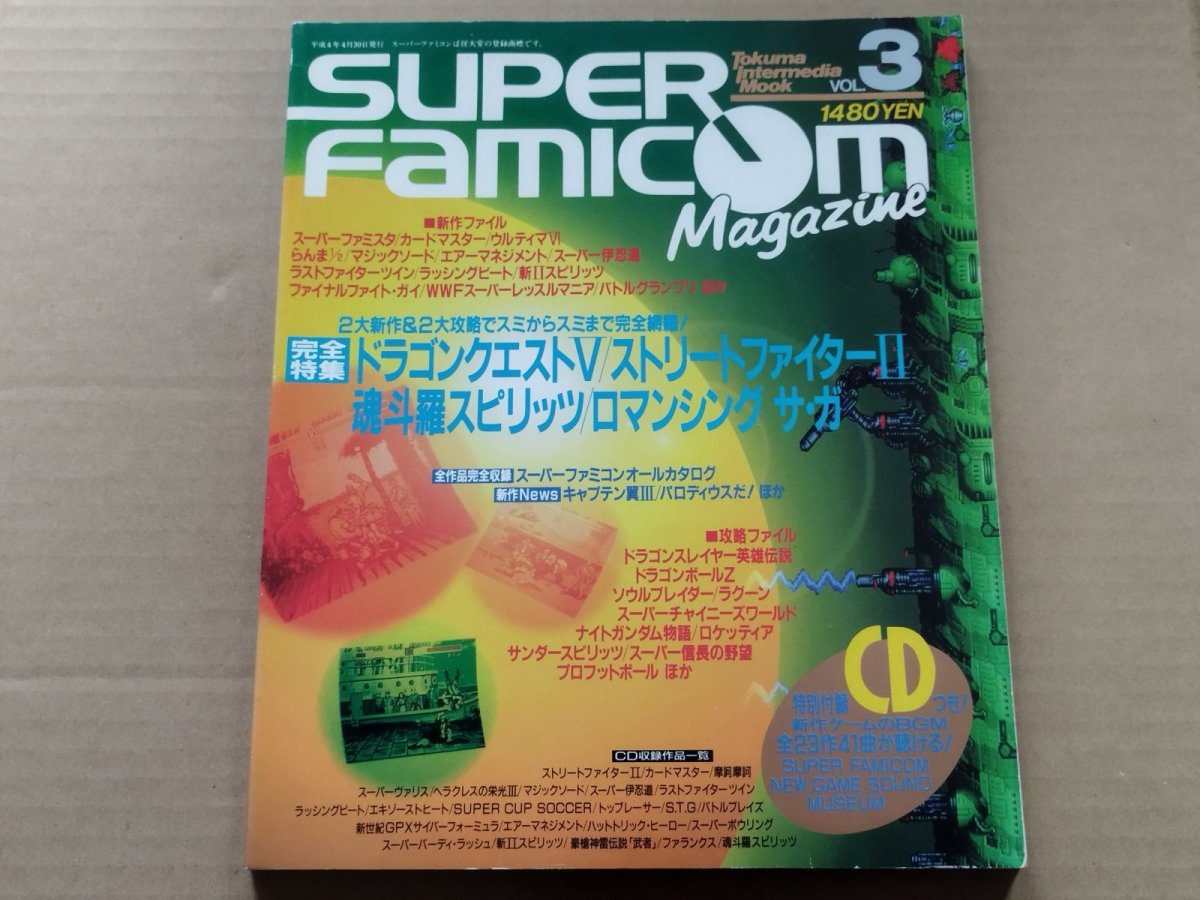 平成4年4月30日発行 スーパーファミコンは任天堂の登録商標です。
SUPER
Famicom
Magazine
Tokuma
Intermedia
Mook
VOL.3
1480YEN
■新作ファイル
スーパーファミスタ/カードマスター/ウルティマⅥ
らんま½/マジックソード/エアーマネジメント/スーパー伊忍道
ラストファイターツイン/ラッシングビート/斬Ⅱスピリッツ
ファイナルファイト・ガイ/WWFスーパーレッスルマニア/バトルグランプリ ほか
2大新作&2大攻略でスミからスミまで完全網羅!
完全特集 ドラゴンクエストⅤ/ストリートファイターⅡ
魂斗羅スピリッツ/ロマンシング サ・ガ
全作品完全収録 スーパーファミコンオールカタログ
新作News キャプテン翼Ⅲ/パロディウスだ! ほか
■攻略ファイル
ドラゴンスレイヤー英雄伝説
ドラゴンボールZ
ソウルブレイダー/ラグーン
スーパーチャイニーズワールド
ナイトガンダム物語/ロケッティア
サンダースピリッツ/スーパー信長の野望
プロフットボール ほか
特別付録 CD つき!
新作ゲームのBGM
全23作41曲が聴ける!
SUPER FAMICOM
NEW GAME SOUND
MUSEUM
CD収録作品一覧
ストリートファイターⅡ/カードマスター/摩訶摩訶
スーパーヴァリス/ヘラクレスの栄光Ⅲ/マジックソード/スーパー伊忍道/ラストファイターツイン
ラッシングビート/エキゾーストヒート/SUPER CUP SOCCER/トップレーサー/S.T.G/バトルブレイズ
新世紀GPXサイバーフォーミュラ/エアーマネジメント/ハットトリック・ヒーロー/スーパーボウリング
スーパーバーディ・ラッシュ/斬Ⅱスピリッツ/豪槍神雷伝説「武者」/ファランクス/魂斗羅スピリッツ